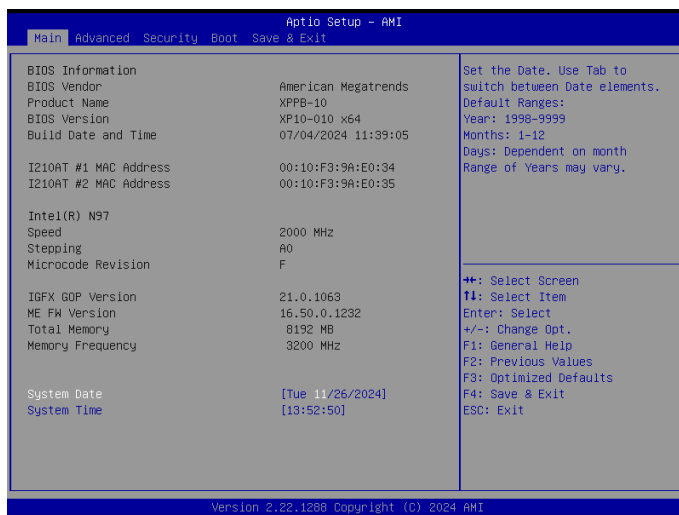 Aptio Setup - AMI
Main Advanced Security Boot Save & Exit
BIOS Information
BIOS Vendor American Megatrends
Product Name XPPB-10
BIOS Version XP10-010 x64
Build Date and Time 07/04/2024 11:39:05
I210AT #1 MAC Address 00:10:F3:9A:E0:34
I210AT #2 MAC Address 00:10:F3:9A:E0:35
Intel(R) N97
Speed 2000 MHz
Stepping A0
Microcode Revision F
IGFX GOP Version 21.0.1063
ME FW Version 16.50.0.1232
Total Memory 8192 MB
Memory Frequency 3200 MHz
System Date [Tue 11/26/2024]
System Time [13:52:50]
Set the Date. Use Tab to
switch between Date elements.
Default Ranges:
Year: 1998-9999
Months: 1-12
Days: Dependent on month
Range of Years may vary.
→←: Select Screen
↑↓: Select Item
Enter: Select
+/-: Change Opt.
F1: General Help
F2: Previous Values
F3: Optimized Defaults
F4: Save & Exit
ESC: Exit
Version 2.22.1288 Copyright (C) 2024 AMI